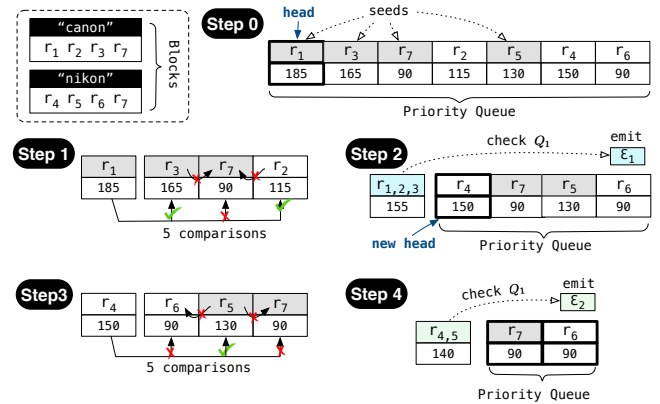 "canon"
r1 r2 r3 r7
"nikon"
r4 r5 r6 r7
Blocks
Step 0
head
seeds
r1 r3 r7 r2 r5 r4 r6
185 165 90 115 130 150 90
Priority Queue
Step 1
r1 r3 r7 r2
185 165 90 115
5 comparisons
Step 2
check Q1
emit
ε1
r1,2,3 r4 r7 r5 r6
155 150 90 130 90
new head
Priority Queue
Step3
r4 r6 r5 r7
150 90 130 90
5 comparisons
Step 4
check Q1
emit
ε2
r4,5 r7 r6
140 90 90
Priority Queue